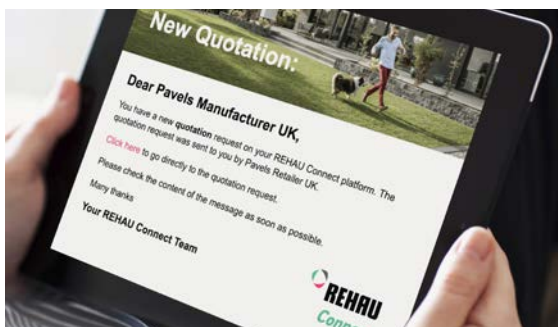 New Quotation:
Dear Pavels Manufacturer UK,
You have a new quotation request on your REHAU Connect platform. The
quotation request was sent to you by Pavels Retailer UK.
Click here to go directly to the quotation request.
Please check the content of the message as soon as possible.
Many thanks
Your REHAU Connect Team
REHAU